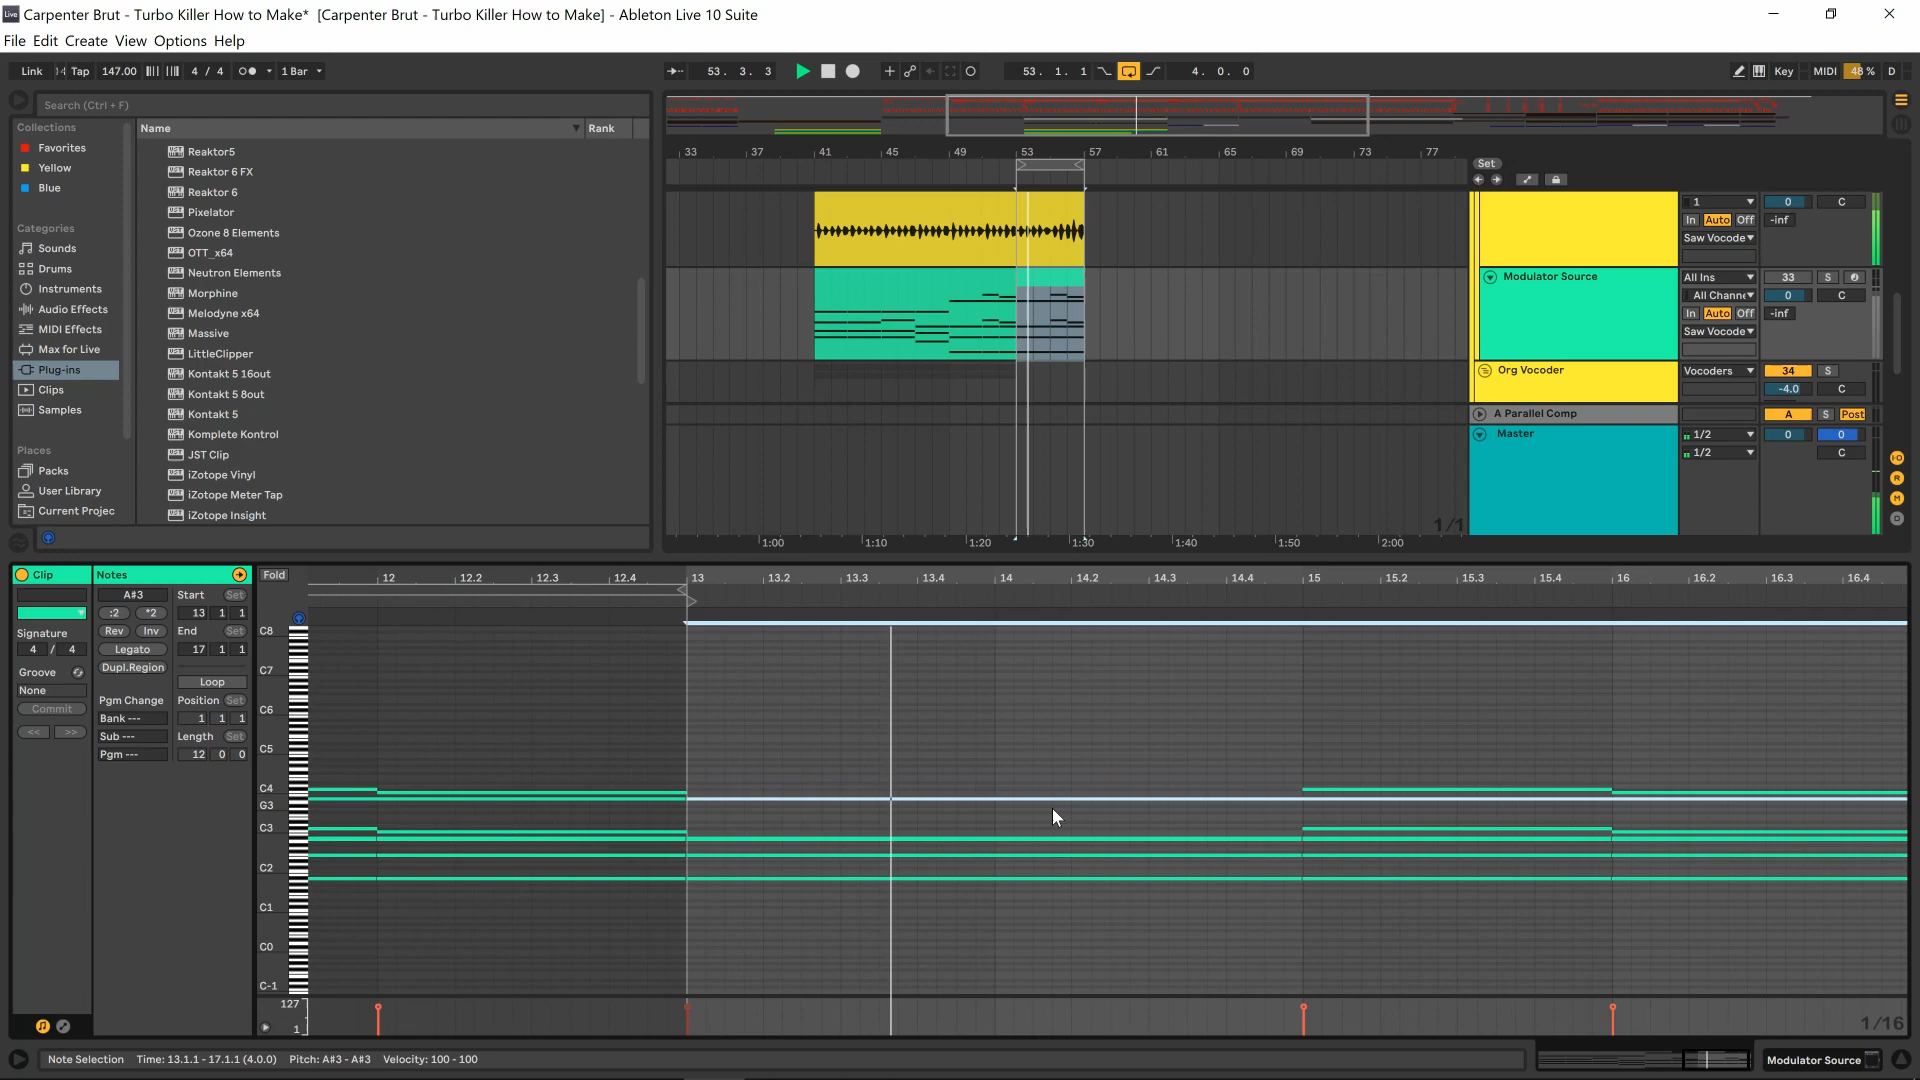 Live Carpenter Brut - Turbo Killer How to Make* [Carpenter Brut - Turbo Killer How to Make] - Ableton Live 10 Suite
File Edit Create View Options Help
Link Tap 147.00 4 / 4 1 Bar
53. 3. 3
53. 1. 1
4. 0. 0
Key MIDI 48 % D
Search (Ctrl + F)
Collections
Favorites
Yellow
Blue
Categories
Sounds
Drums
Instruments
Audio Effects
MIDI Effects
Max for Live
Plug-ins
Clips
Samples
Places
Packs
User Library
Current Projec
Name Rank
Reaktor5
Reaktor 6 FX
Reaktor 6
Pixelator
Ozone 8 Elements
OTT_x64
Neutron Elements
Morphine
Melodyne x64
Massive
LittleClipper
Kontakt 5 16out
Kontakt 5 8out
Kontakt 5
Komplete Kontrol
JST Clip
iZotope Vinyl
iZotope Meter Tap
iZotope Insight
33 37 41 45 49 53 57 61 65 69 73 77
Set
1 0 C
In Auto Off -inf
Saw Vocode
Modulator Source All Ins 33 S
All Channe 0 C
In Auto Off -inf
Saw Vocode
Org Vocoder Vocoders 34 S
-4.0 C
A Parallel Comp A S Post
Master 1/2 0 0
1/2 C
1/1
1:00 1:10 1:20 1:30 1:40 1:50 2:00
I·O
R
M
D
Clip
Signature
4 / 4
Groove
None
Commit
<< >>
Notes
A#3
:2 *2
Rev Inv
Legato
Dupl.Region
Pgm Change
Bank ---
Sub ---
Pgm ---
Start Set
13 1 1
End Set
17 1 1
Loop
Position Set
1 1 1
Length Set
12 0 0
Fold
12 12.2 12.3 12.4 13 13.2 13.3 13.4 14 14.2 14.3 14.4 15 15.2 15.3 15.4 16 16.2 16.3 16.4
C8
C7
C6
C5
C4
G3
C3
C2
C1
C0
C-1
127
1
1/16
Note Selection Time: 13.1.1 - 17.1.1 (4.0.0) Pitch: A#3 - A#3 Velocity: 100 - 100
Modulator Source